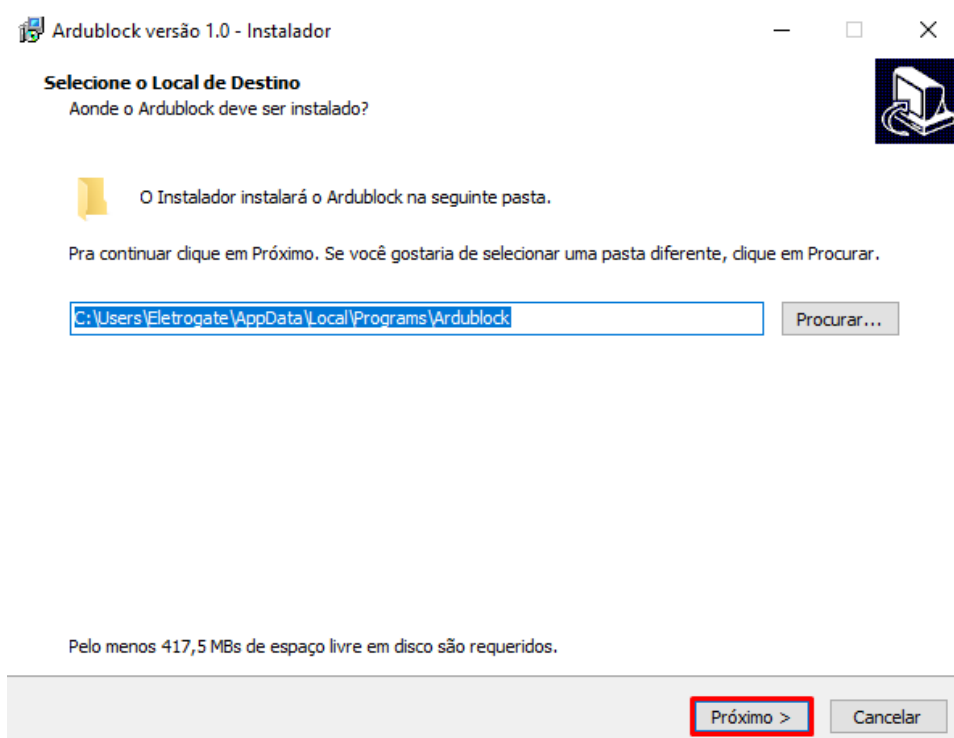 Ardublock versão 1.0 - Instalador
Selecione o Local de Destino
Aonde o Ardublock deve ser instalado?
O Instalador instalará o Ardublock na seguinte pasta.
Pra continuar clique em Próximo. Se você gostaria de selecionar uma pasta diferente, clique em Procurar.
C:\Users\Eletrogate\AppData\Local\Programs\Ardublock
Procurar...
Pelo menos 417,5 MBs de espaço livre em disco são requeridos.
Próximo >
Cancelar